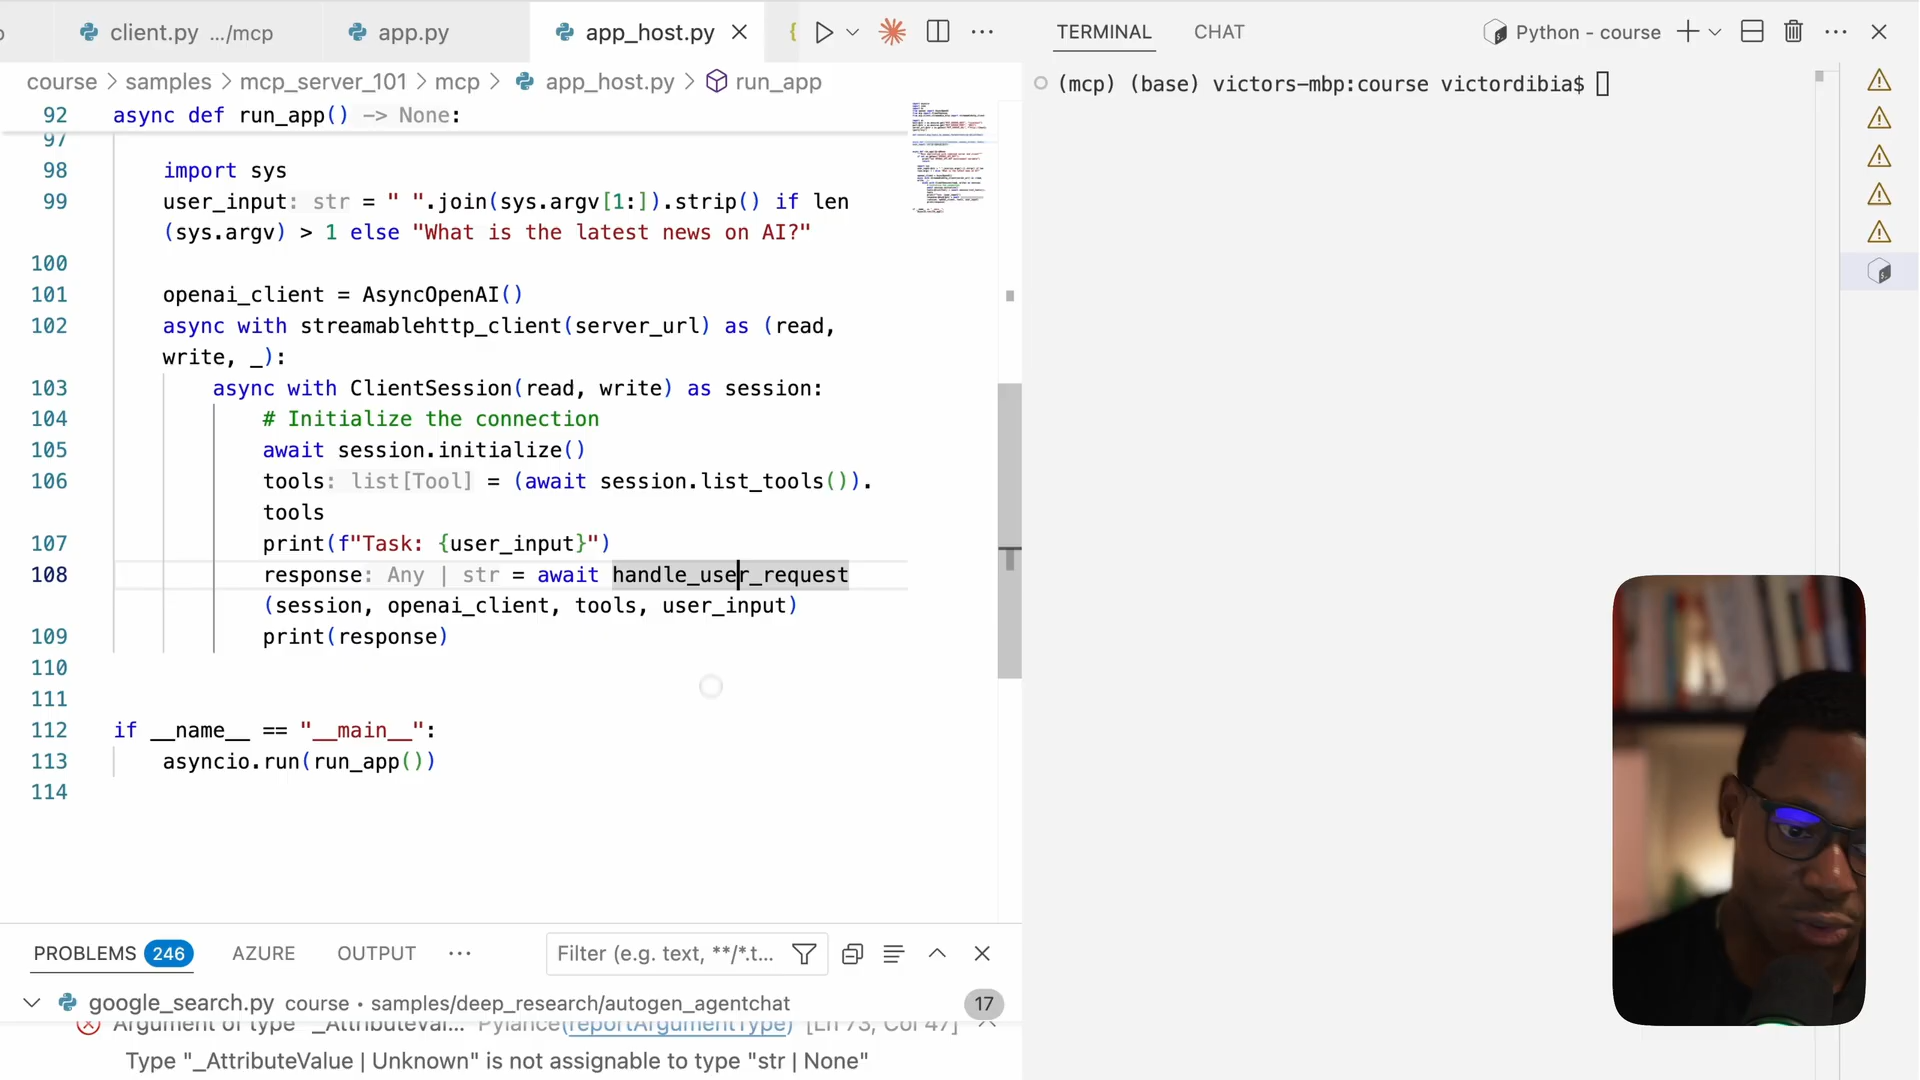 client.py .../mcp
app.py
app_host.py
course > samples > mcp_server_101 > mcp > app_host.py > run_app
92 async def run_app() -> None:
97
98 import sys
99 user_input: str = " ".join(sys.argv[1:]).strip() if len
(sys.argv) > 1 else "What is the latest news on AI?"
100
101 openai_client = AsyncOpenAI()
102 async with streamablehttp_client(server_url) as (read,
write, _):
103 async with ClientSession(read, write) as session:
104 # Initialize the connection
105 await session.initialize()
106 tools: list[Tool] = (await session.list_tools()).
tools
107 print(f"Task: {user_input}")
108 response: Any | str = await handle_user_request
(session, openai_client, tools, user_input)
109 print(response)
110
111
112 if __name__ == "__main__":
113 asyncio.run(run_app())
114
PROBLEMS 246 AZURE OUTPUT ...
Filter (e.g. text, **/*.t...
google_search.py course • samples/deep_research/autogen_agentchat 17
Argument of type "_AttributeVal... Pylance(reportArgumentType) [Ln 73, Col 47]
Type "_AttributeValue | Unknown" is not assignable to type "str | None"
TERMINAL CHAT
Python - course
(mcp) (base) victors-mbp:course victordibia$